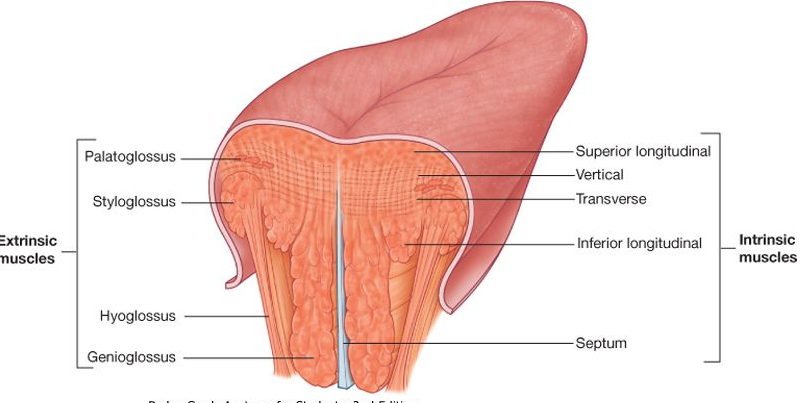 Palatoglossus
Styloglossus
Extrinsic
muscles
Hyoglossus
Genioglossus
Superior longitudinal
Vertical
Transverse
Inferior longitudinal
Intrinsic
muscles
Septum